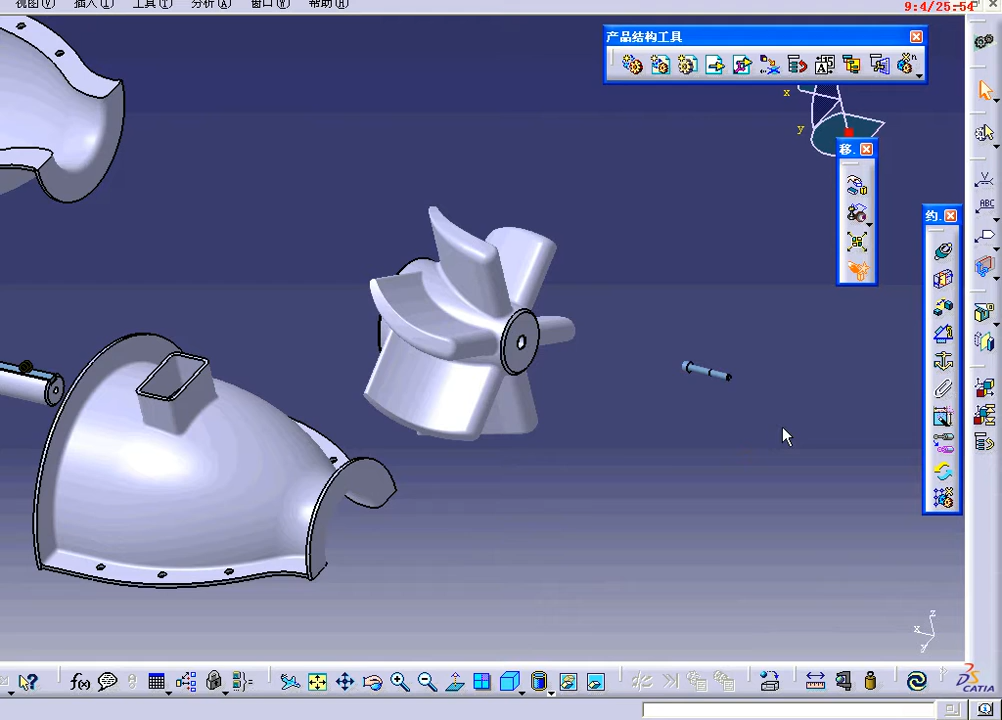 视图(V) 插入(I) 工具(T) 分析(A) 窗口(W) 帮助(H)
9:4/25:54
产品结构工具
x
y
移.
约.
ABC
z
x
y
f(x)
CATIA